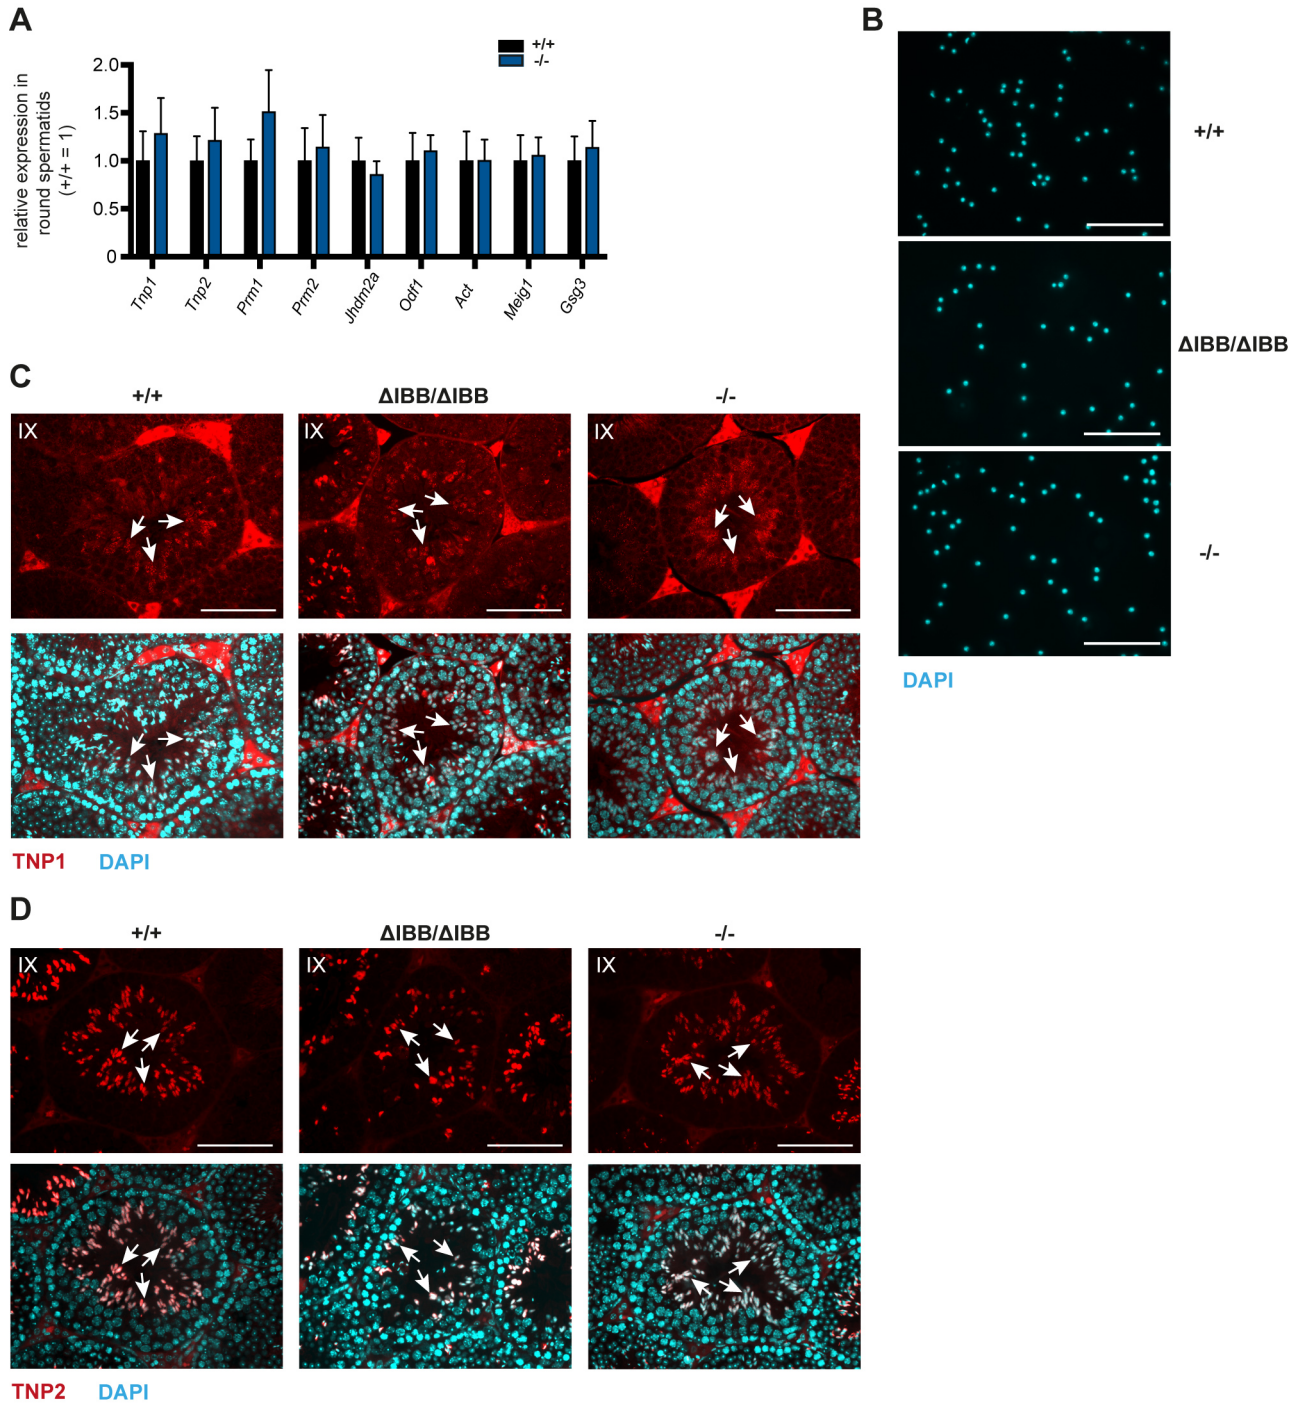 A
+/+
-/-
relative expression in
round spermatids
(+/+ = 1)
2.0
1.5
1.0
0.5
0
Tnp1
Tnp2
Prm1
Prm2
Jhdm2a
Odf1
Act
Meig1
Gsg3
B
+/+
ΔIBB/ΔIBB
-/-
DAPI
C
+/+ ΔIBB/ΔIBB -/-
IX IX IX
TNP1 DAPI
D
+/+ ΔIBB/ΔIBB -/-
IX IX IX
TNP2 DAPI